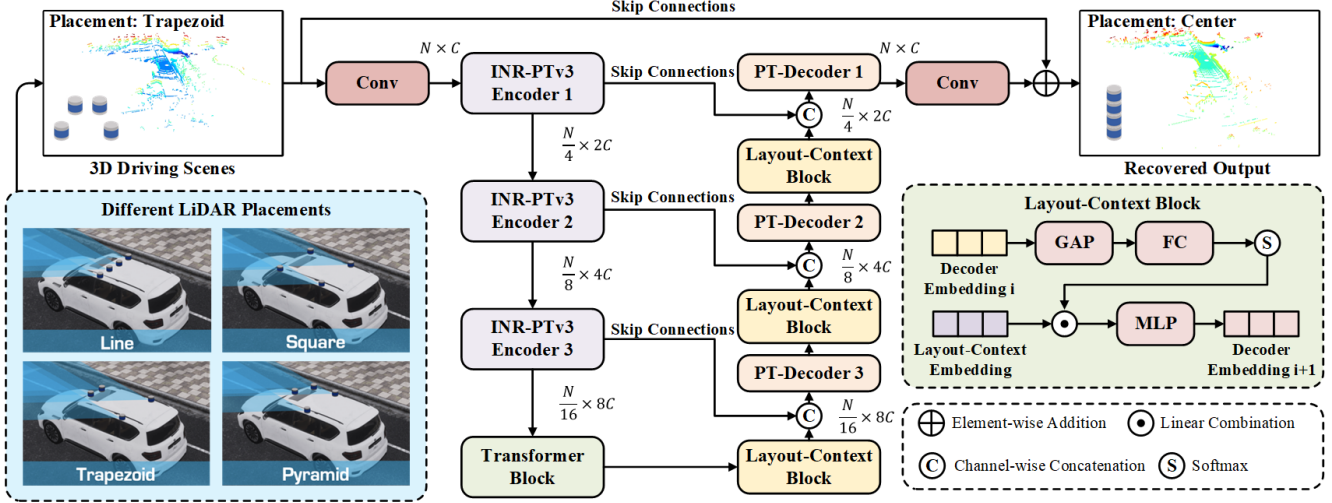 Placement: Trapezoid
3D Driving Scenes
Skip Connections
N × C
Conv
INR-PTv3
Encoder 1
N/4 × 2C
INR-PTv3
Encoder 2
N/8 × 4C
INR-PTv3
Encoder 3
N/16 × 8C
Transformer
Block
Skip Connections
Skip Connections
Skip Connections
PT-Decoder 1
C
N/4 × 2C
Layout-Context
Block
PT-Decoder 2
C
N/8 × 4C
Layout-Context
Block
PT-Decoder 3
C
N/16 × 8C
Layout-Context
Block
N × C
Conv
Placement: Center
Recovered Output
Different LiDAR Placements
Line
Square
Trapezoid
Pyramid
Layout-Context Block
GAP
FC
S
Decoder
Embedding i
MLP
Layout-Context
Embedding
Decoder
Embedding i+1
Element-wise Addition
Linear Combination
C Channel-wise Concatenation
S Softmax